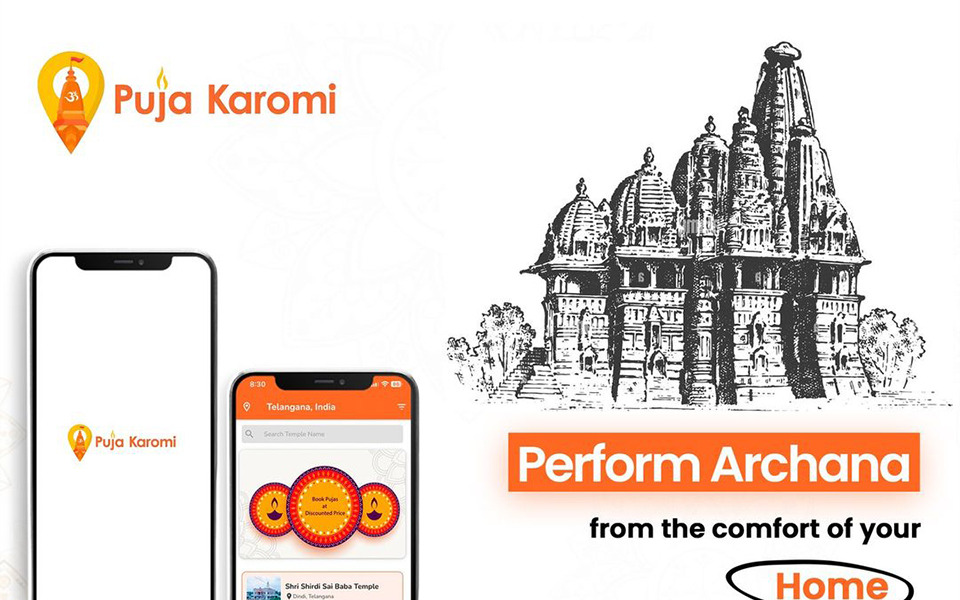 Puja Karomi
Puja Karomi
8:30
Telangana, India
Search Temple Name
Book Pujas
at
Discounted Price
Shri Shirdi Sai Baba Temple
Dindi, Telangana
Perform Archana
from the comfort of your
Home